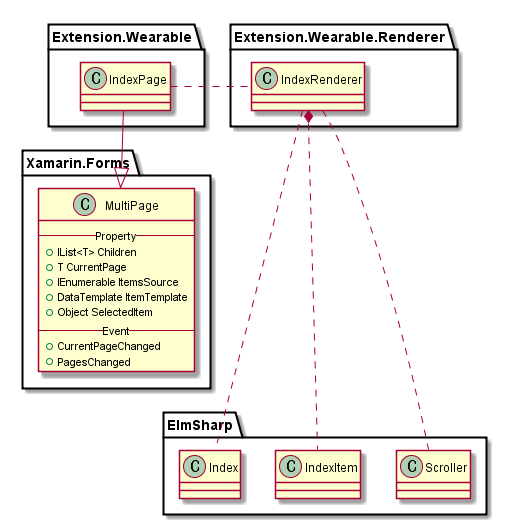 Extension.Wearable
Extension.Wearable.Renderer
C IndexPage
C IndexRenderer
Xamarin.Forms
C MultiPage
Property
IList<T> Children
T CurrentPage
IEnumerable ItemsSource
DataTemplate ItemTemplate
Object SelectedItem
Event
CurrentPageChanged
PagesChanged
ElmSharp
C Index
C IndexItem
C Scroller